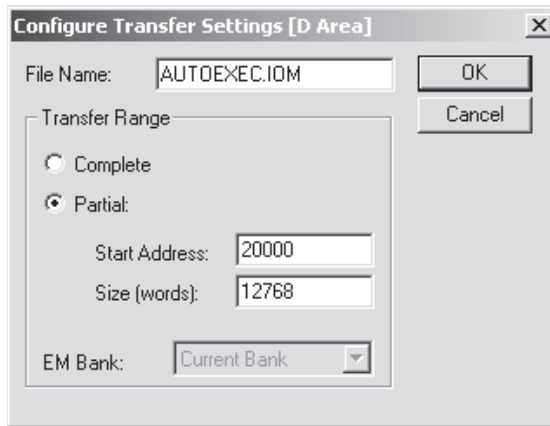 Configure Transfer Settings [D Area]
File Name: AUTOEXEC.IOM
OK
Cancel
Transfer Range
Complete
Partial:
Start Address: 20000
Size (words): 12768
EM Bank: Current Bank